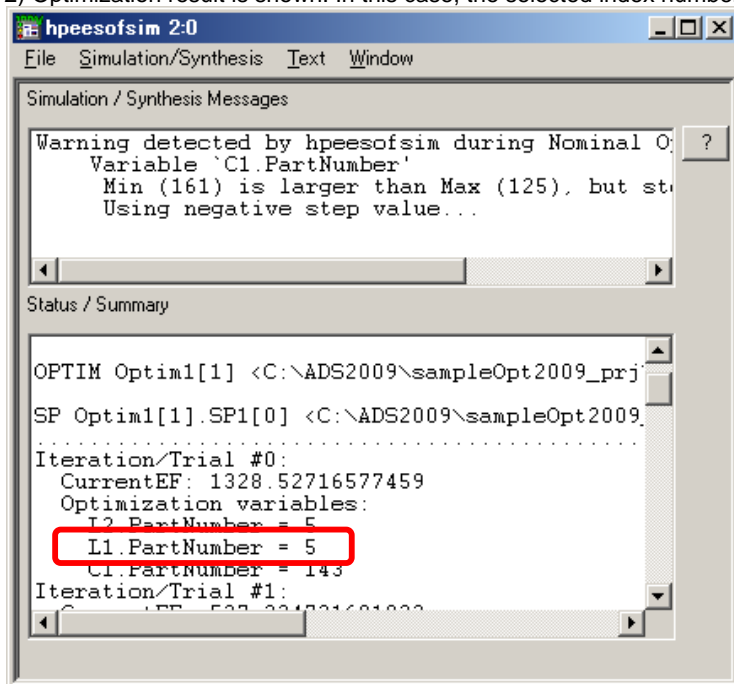 2) Optimization result is shown. In this case, the selected index numbe
hpeesofsim 2:0
File Simulation/Synthesis Text Window
Simulation / Synthesis Messages
Warning detected by hpeesofsim during Nominal O
?
Variable `C1.PartNumber'
Min (161) is larger than Max (125), but st
Using negative step value...
Status / Summary
OPTIM Optim1[1] <C:\ADS2009\sampleOpt2009_prj
SP Optim1[1].SP1[0] <C:\ADS2009\sampleOpt2009_
............................................
Iteration/Trial #0:
CurrentEF: 1328.52716577459
Optimization variables:
L2.PartNumber = 5
L1.PartNumber = 5
C1.PartNumber = 143
Iteration/Trial #1: